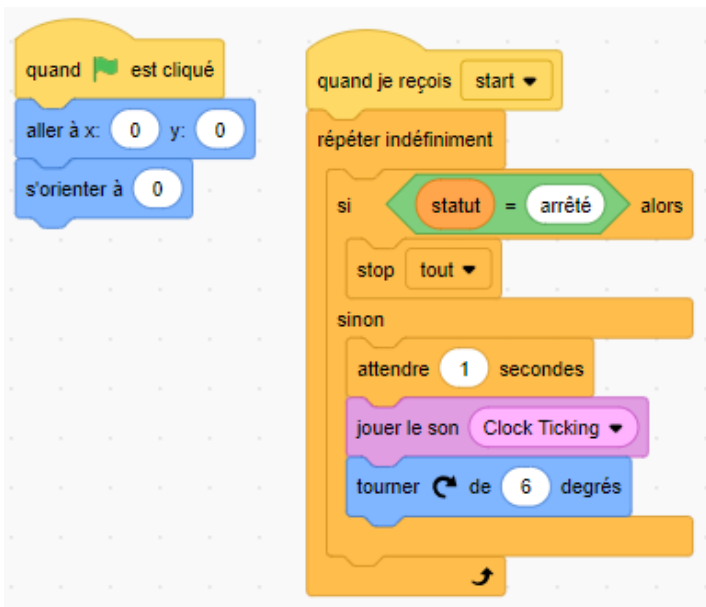 quand est cliqué
aller à x: 0 y: 0
s'orienter à 0
quand je reçois start
répéter indéfiniment
si statut = arrêté alors
stop tout
sinon
attendre 1 secondes
jouer le son Clock Ticking
tourner de 6 degrés